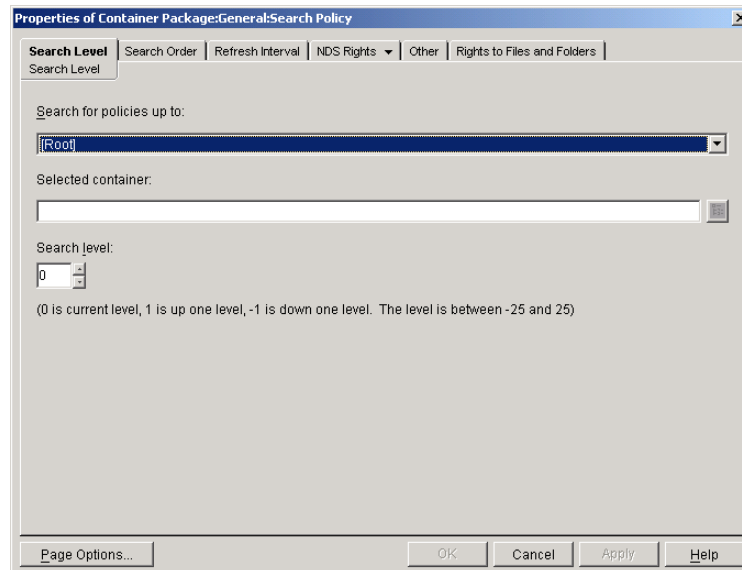 Properties of Container Package:General:Search Policy
Search Level Search Order Refresh Interval NDS Rights Other Rights to Files and Folders
Search Level
Search for policies up to:
[Root]
Selected container:
Search level:
0
(0 is current level, 1 is up one level, -1 is down one level. The level is between -25 and 25)
Page Options... OK Cancel Apply Help